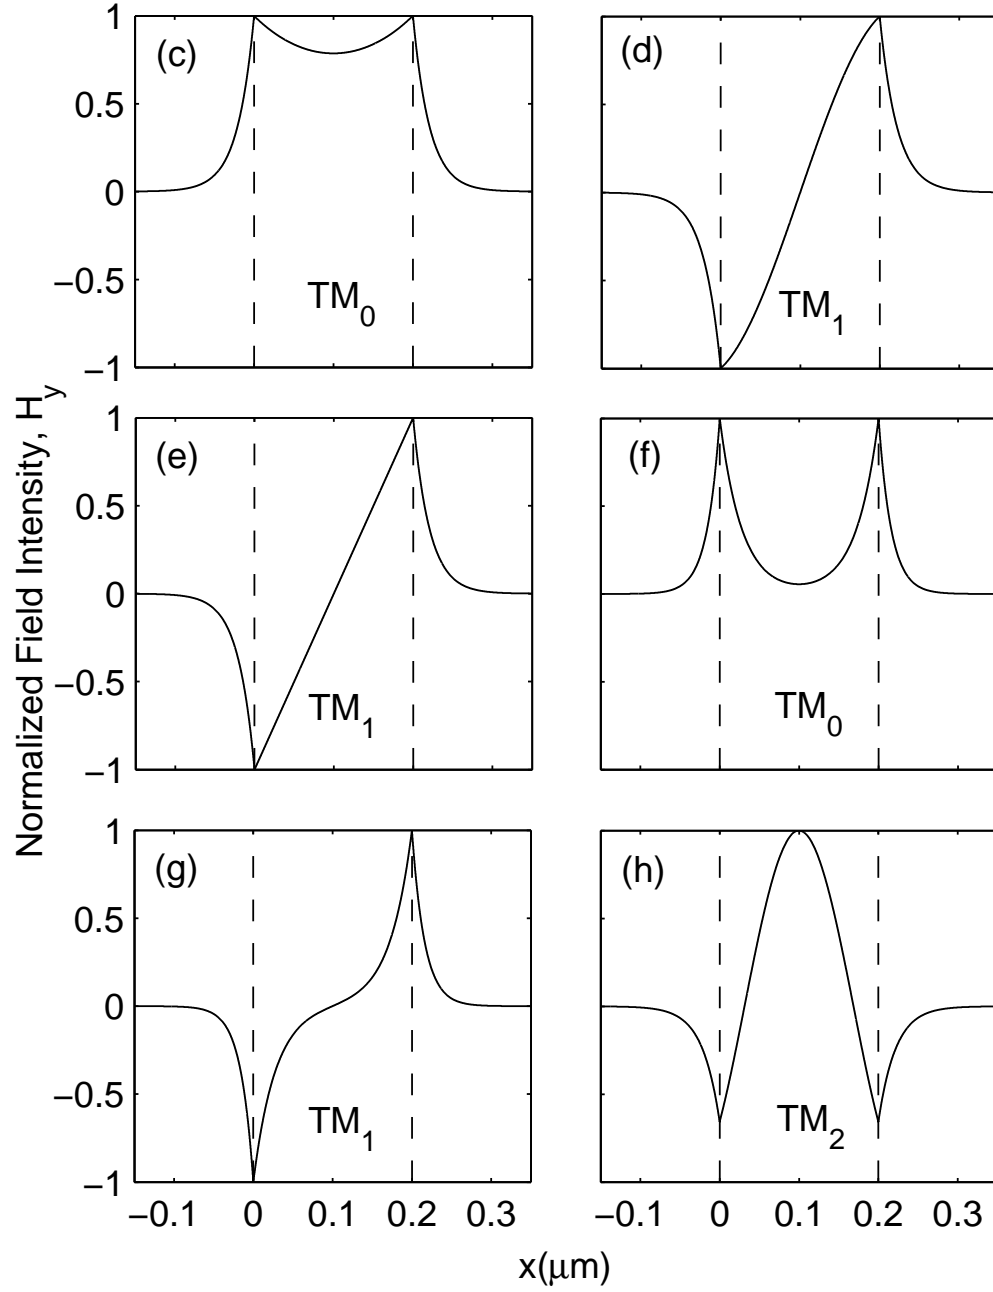 (c)
1
0.5
0
−0.5
−1
TM0
(d)
TM1
Normalized Field Intensity, Hy
(e)
1
0.5
0
−0.5
−1
TM1
(f)
TM0
(g)
1
0.5
0
−0.5
−1
TM1
(h)
TM2
−0.1 0 0.1 0.2 0.3
−0.1 0 0.1 0.2 0.3
x(μm)